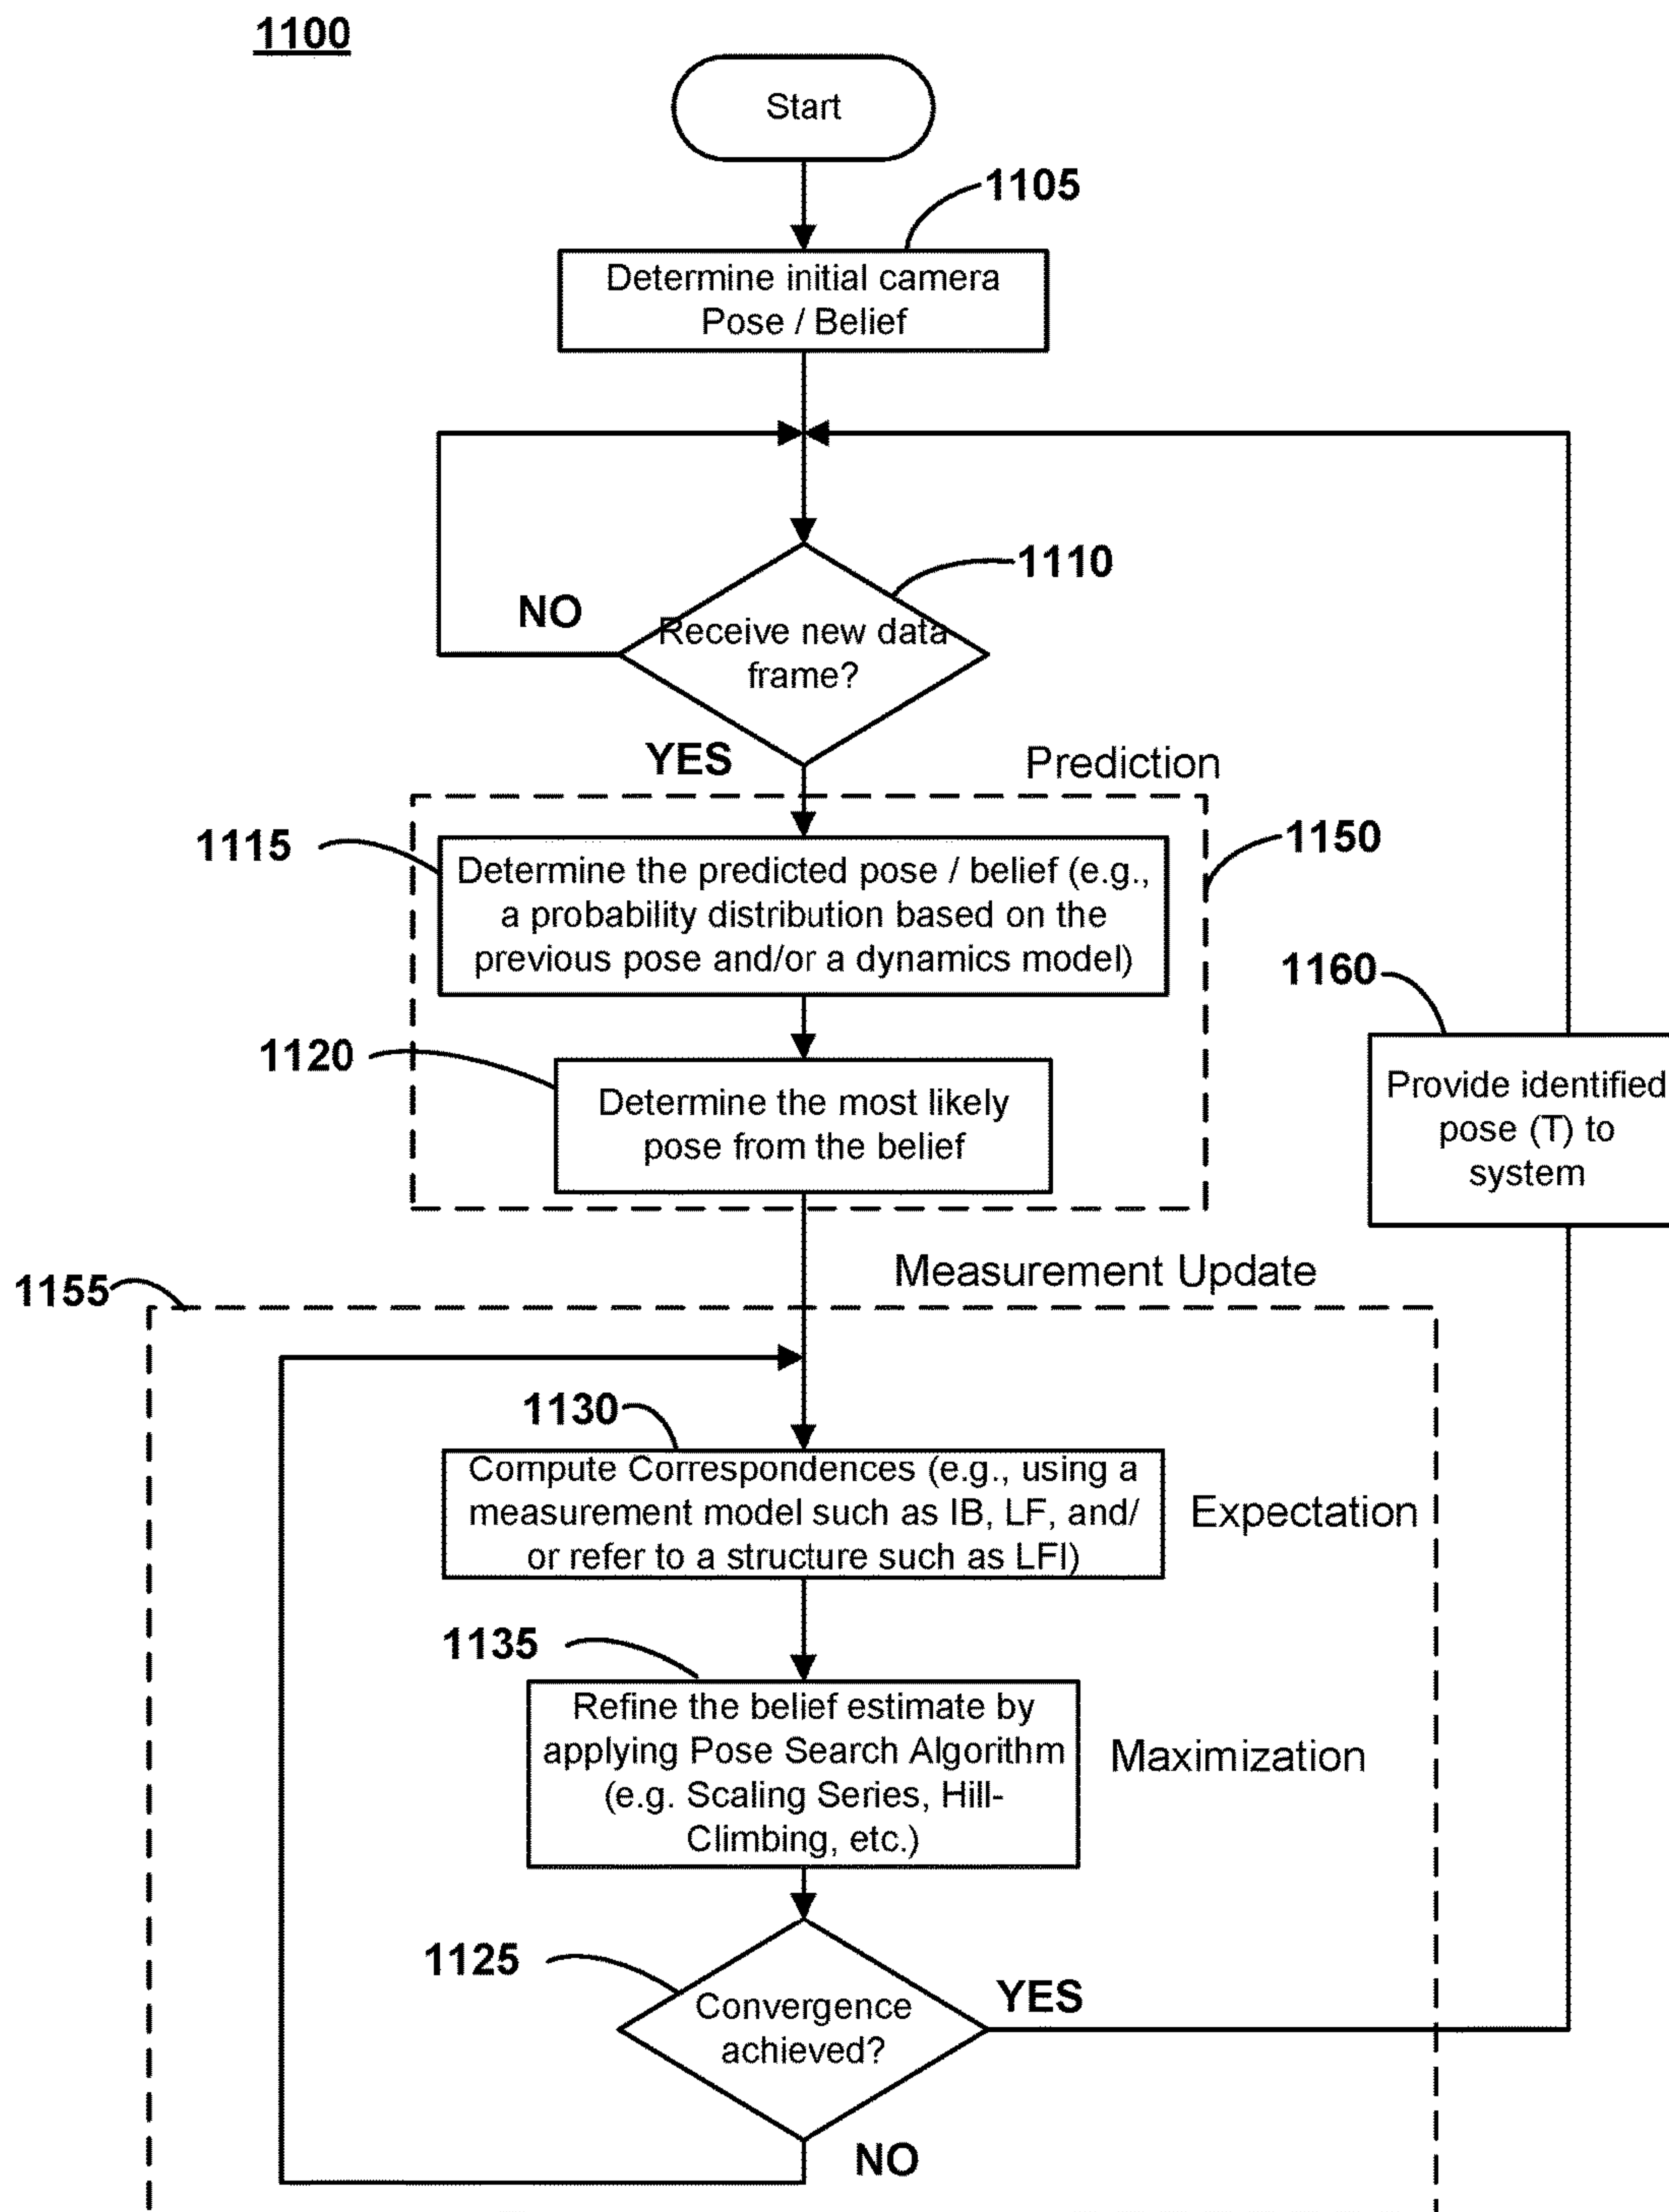 1100
Start
1105
Determine initial camera
Pose / Belief
1110
NO
Receive new data
frame?
YES
Prediction
1115
1150
Determine the predicted pose / belief (e.g.,
a probability distribution based on the
previous pose and/or a dynamics model)
1160
1120
Provide identified
pose (T) to
system
Determine the most likely
pose from the belief
Measurement Update
1155
1130
Compute Correspondences (e.g., using a
measurement model such as IB, LF, and/
or refer to a structure such as LFI)
Expectation
1135
Refine the belief estimate by
applying Pose Search Algorithm
(e.g. Scaling Series, Hill-
Climbing, etc.)
Maximization
1125
YES
Convergence
achieved?
NO